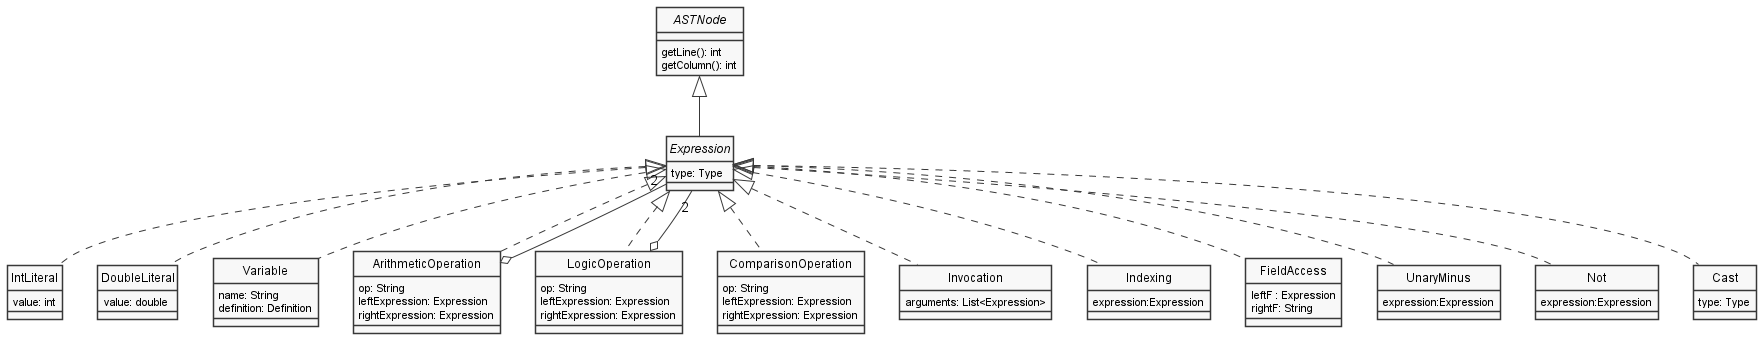 ASTNode
getLine(): int
getColumn(): int
Expression
type: Type
2
2
IntLiteral
value: int
DoubleLiteral
value: double
Variable
name: String
definition: Definition
ArithmeticOperation
op: String
leftExpression: Expression
rightExpression: Expression
LogicOperation
op: String
leftExpression: Expression
rightExpression: Expression
ComparisonOperation
op: String
leftExpression: Expression
rightExpression: Expression
Invocation
arguments: List<Expression>
Indexing
expression:Expression
FieldAccess
leftF : Expression
rightF: String
UnaryMinus
expression:Expression
Not
expression:Expression
Cast
type: Type